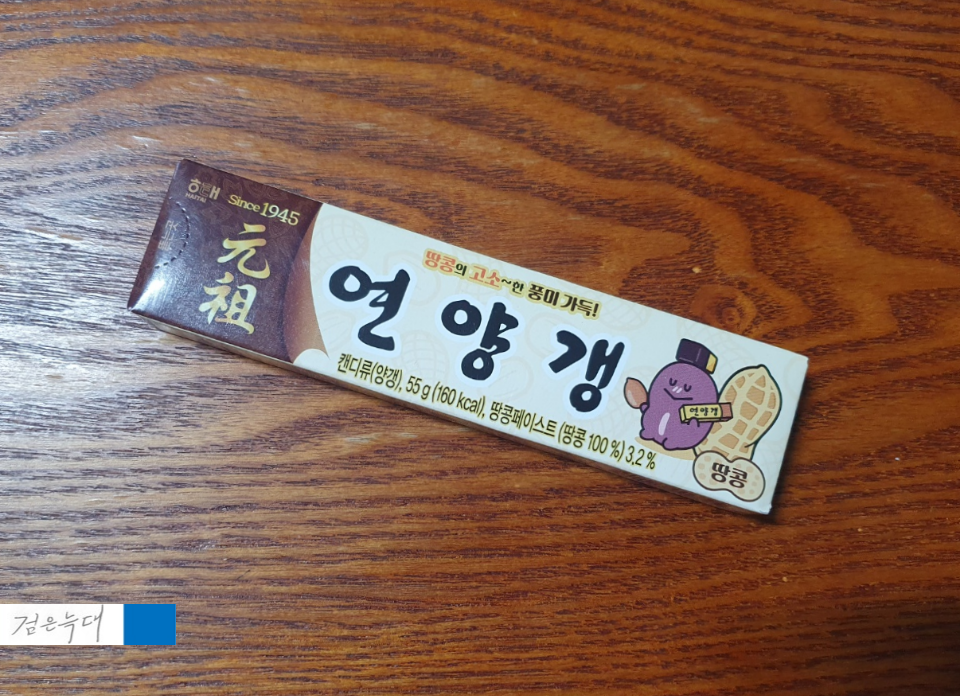 해태
HAITAI
Since 1945
元
祖
땅콩의 고소~한 풍미 가득!
연양갱
캔디류(양갱), 55 g (160 kcal), 땅콩페이스트 (땅콩 100 %) 3.2 %
연양갱
땅콩
검은늑대